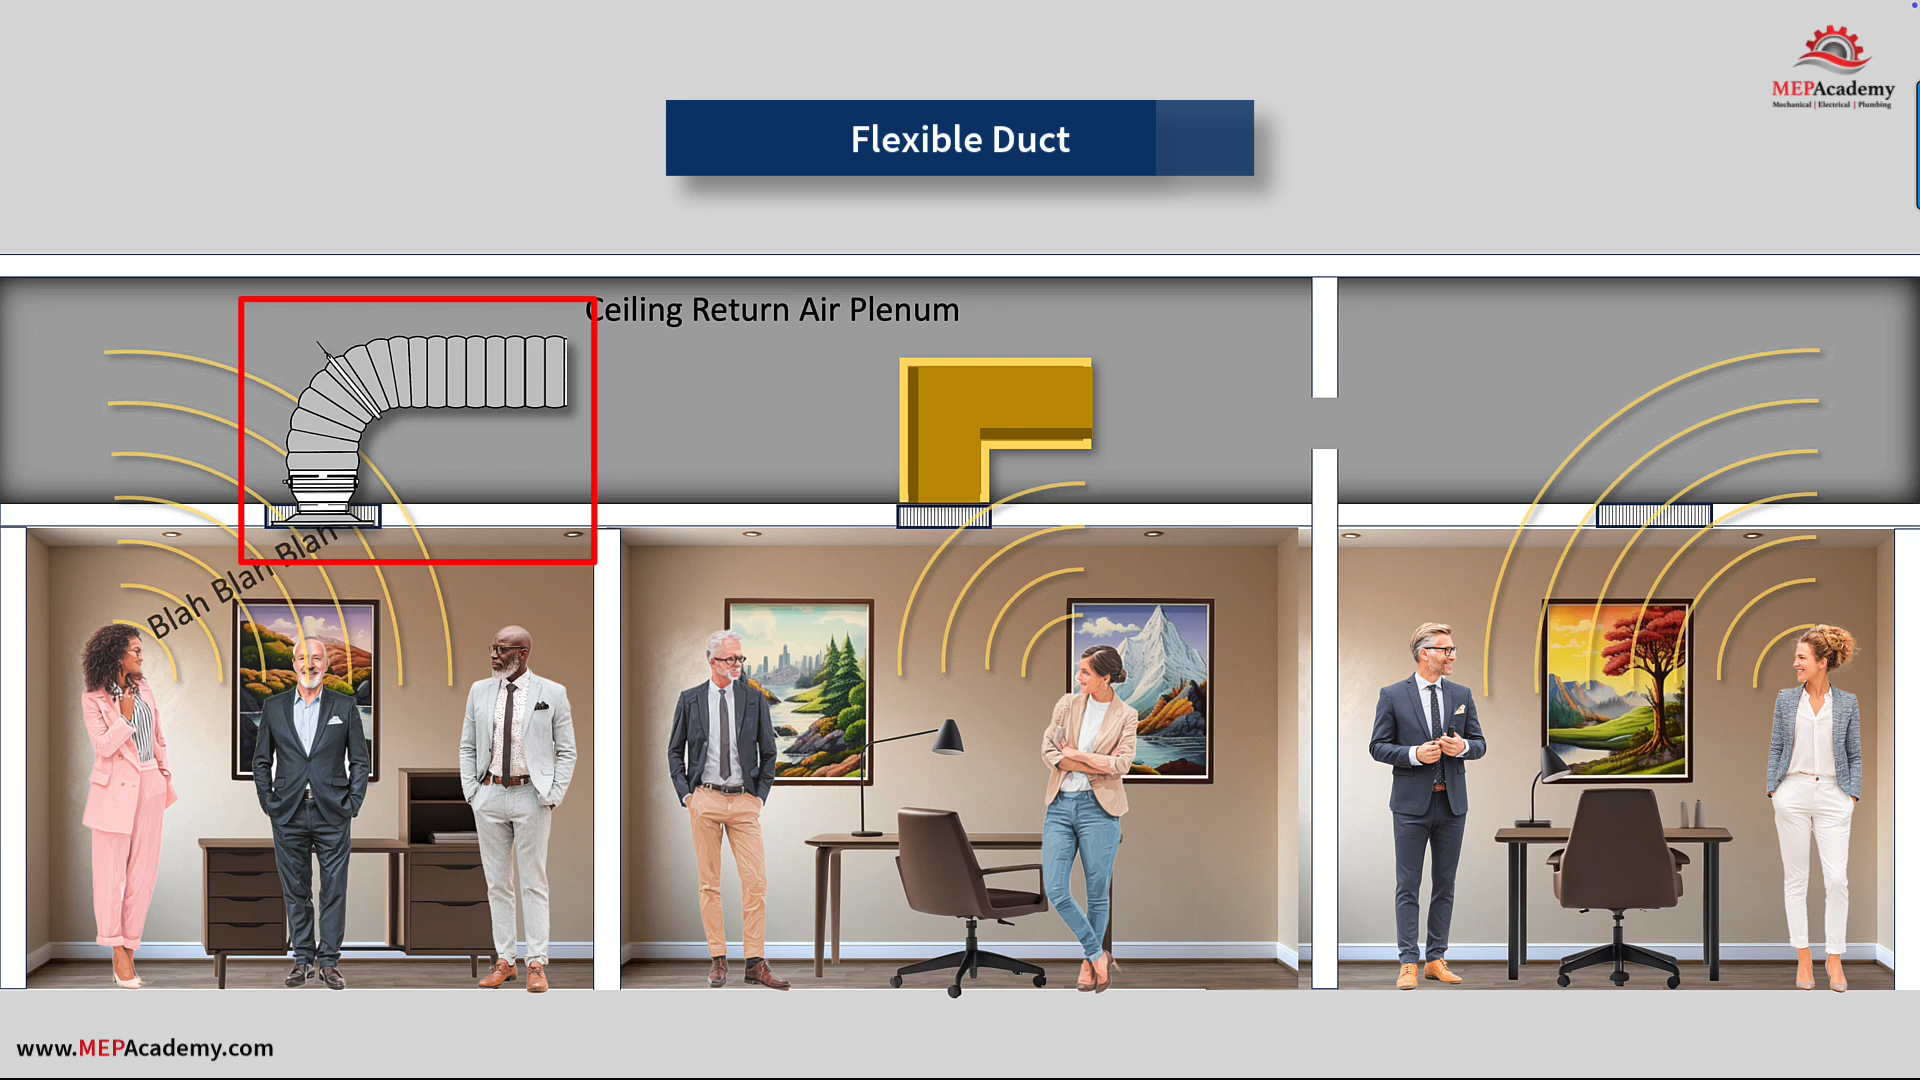 MEPAcademy
Mechanical | Electrical | Plumbing
Flexible Duct
Ceiling Return Air Plenum
Blah Blah Blah
www.MEPAcademy.com